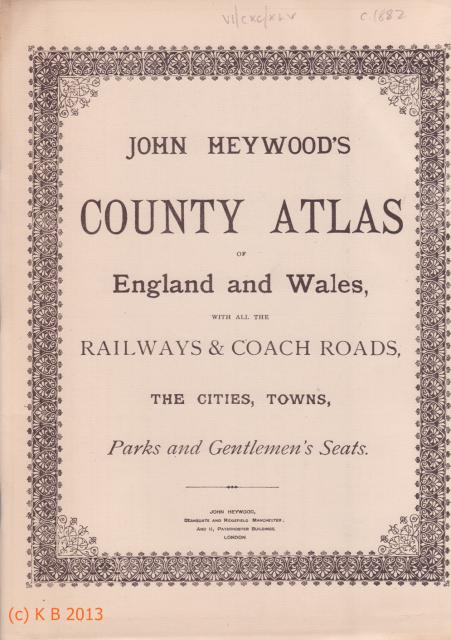 c.1882
JOHN HEYWOOD'S
COUNTY ATLAS
OF
England and Wales,
WITH ALL THE
RAILWAYS & COACH ROADS,
THE CITIES, TOWNS,
Parks and Gentlemen's Seats.
JOHN HEYWOOD,
DEANSGATE AND RIDGEFIELD MANCHESTER;
AND 11, PATERNOSTER BUILDINGS,
LONDON.
(c) K B 2013